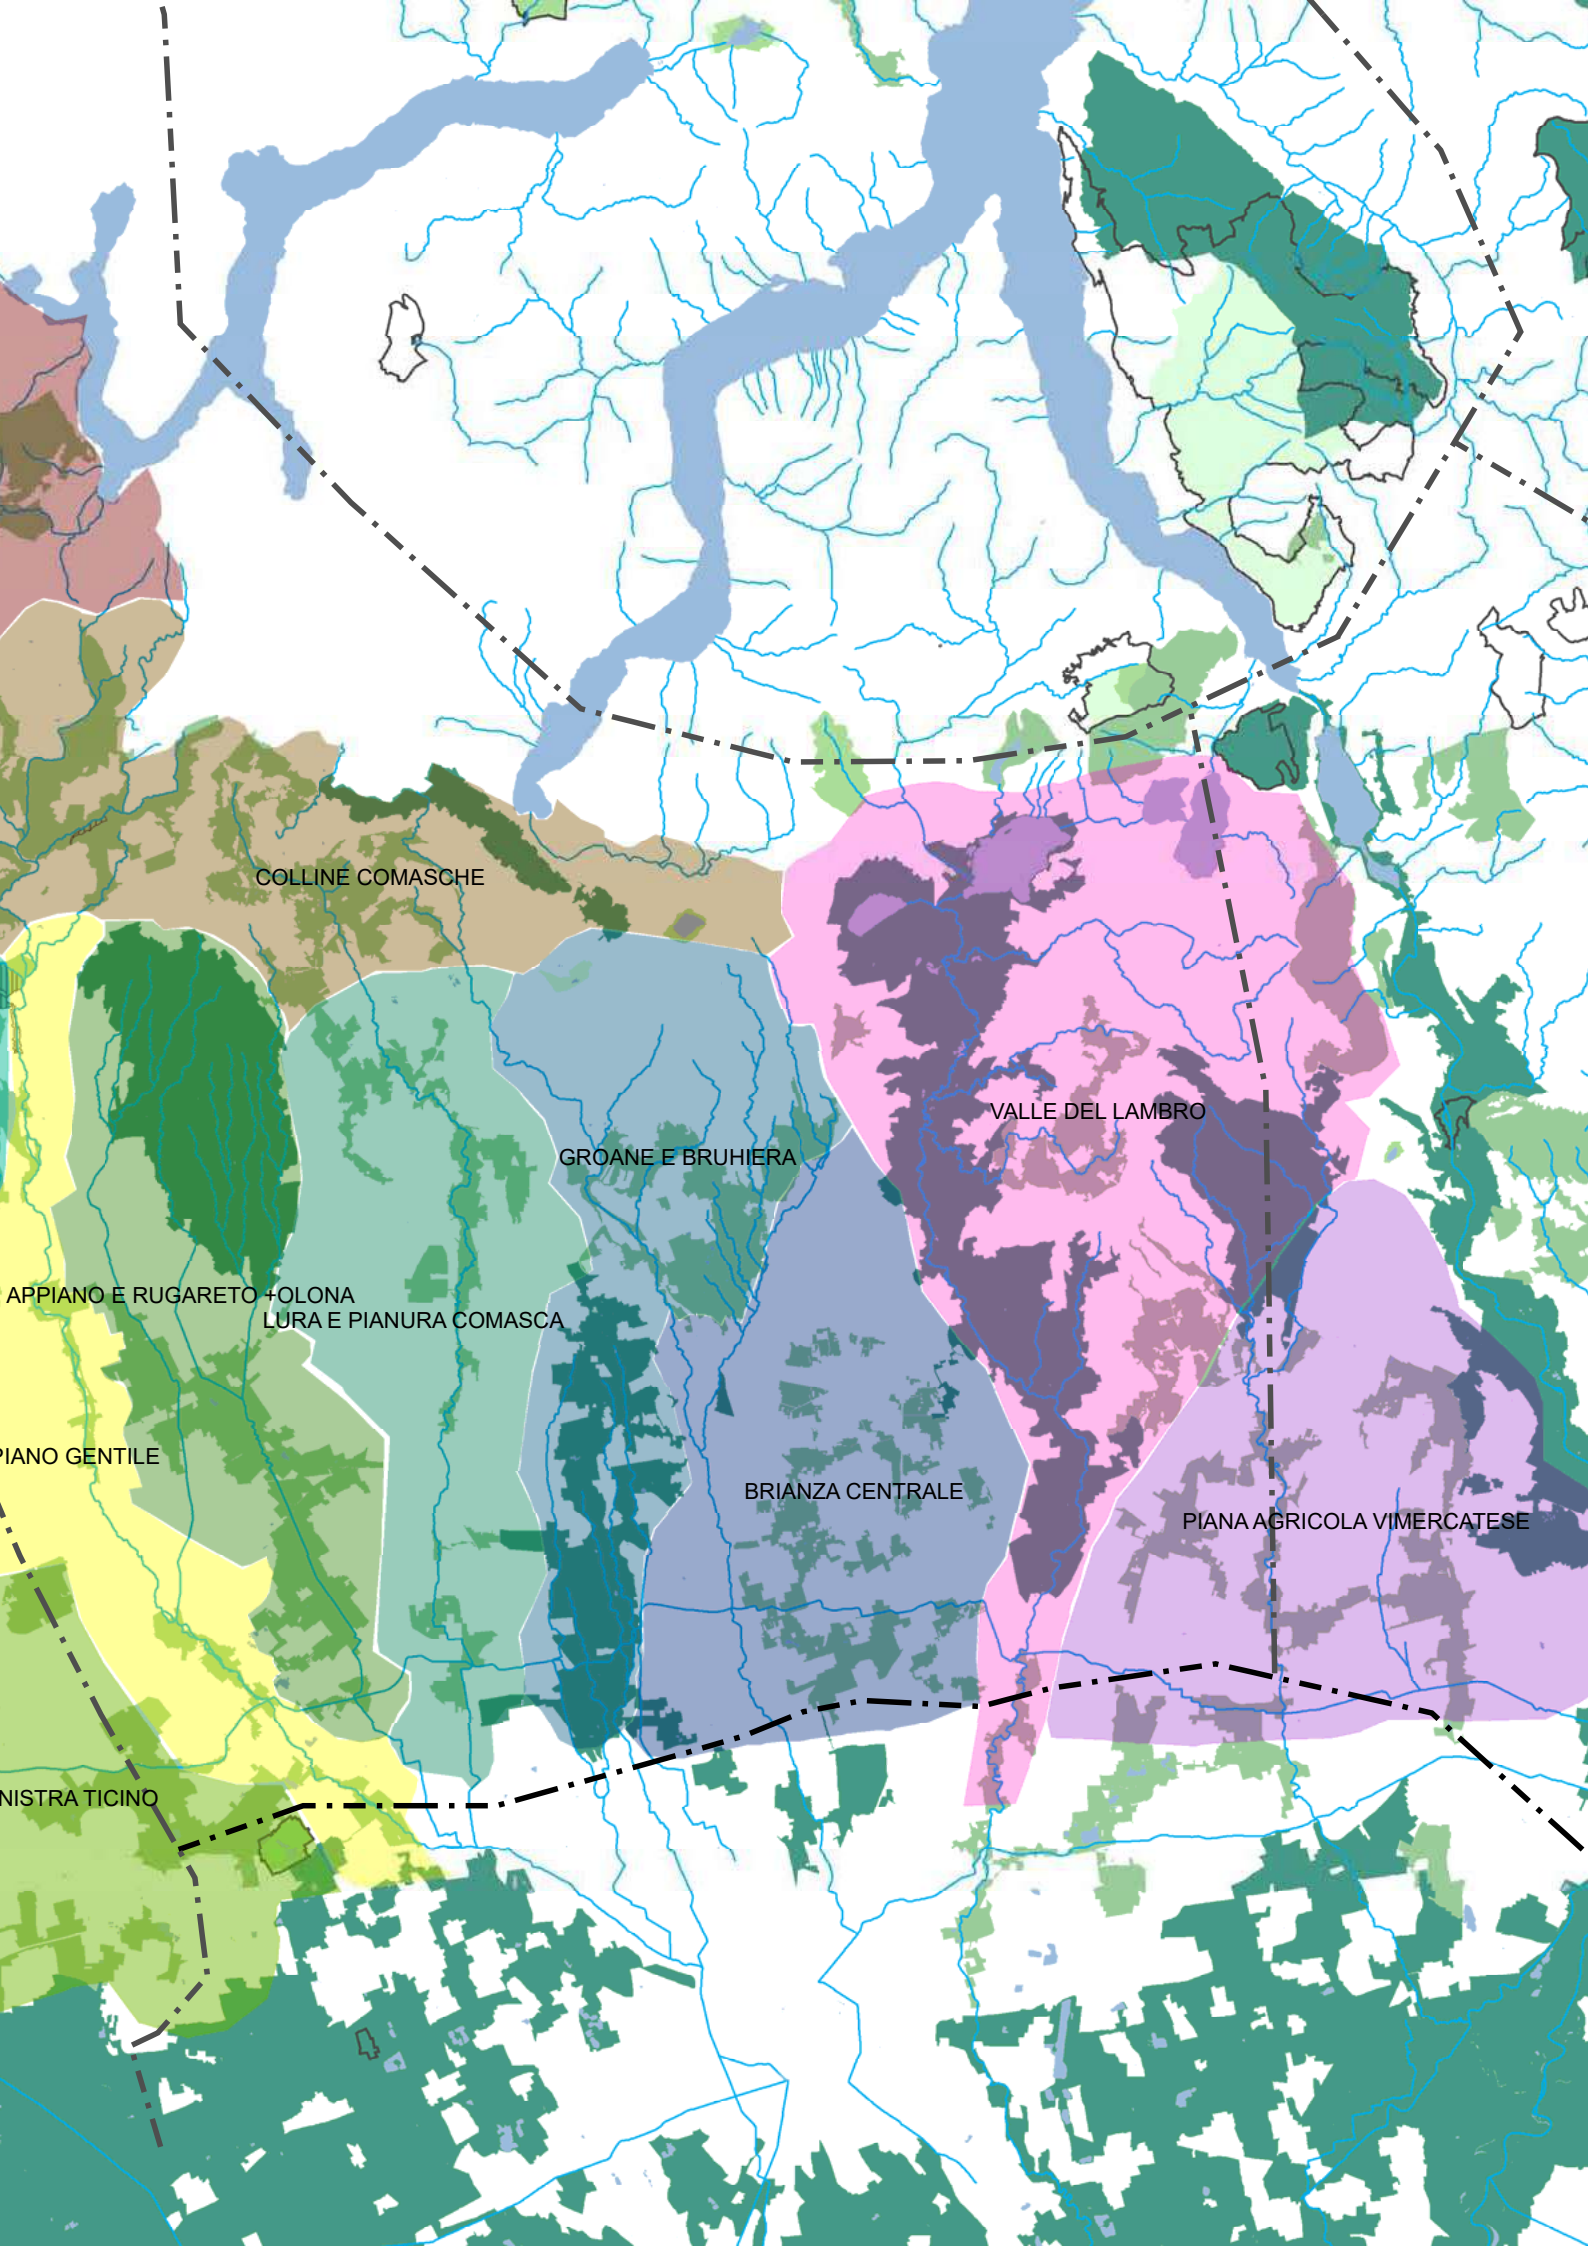 COLLINE COMASCHE
VALLE DEL LAMBRO
GROANE E BRUHIERA
APPIANO E RUGARETO +OLONA
LURA E PIANURA COMASCA
PIANO GENTILE
BRIANZA CENTRALE
PIANA AGRICOLA VIMERCATESE
NISTRA TICINO